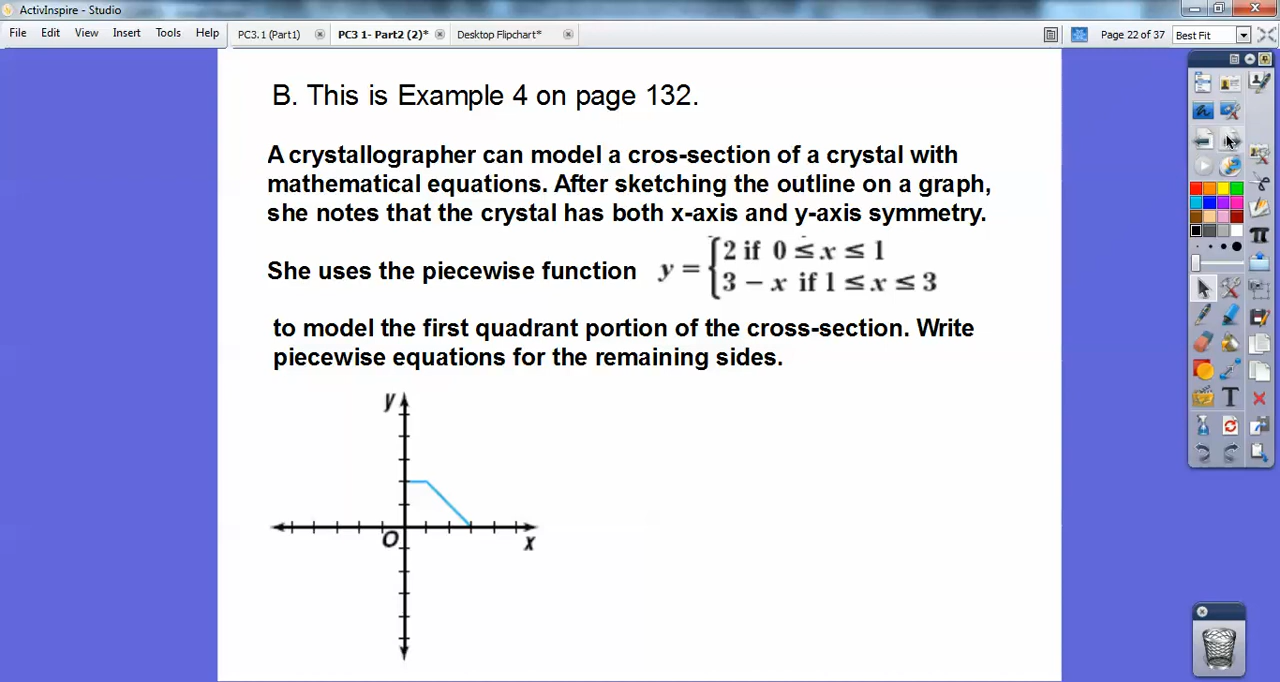 ActivInspire - Studio
File Edit View Insert Tools Help
PC3.1 (Part1) PC3 1- Part2 (2)* Desktop Flipchart* Page 22 of 37 Best Fit
B. This is Example 4 on page 132.
A crystallographer can model a cros-section of a crystal with
mathematical equations. After sketching the outline on a graph,
she notes that the crystal has both x-axis and y-axis symmetry.
She uses the piecewise function y = { 2 if 0 ≤ x ≤ 1
3 − x if 1 ≤ x ≤ 3
to model the first quadrant portion of the cross-section. Write
piecewise equations for the remaining sides.
y
O
x